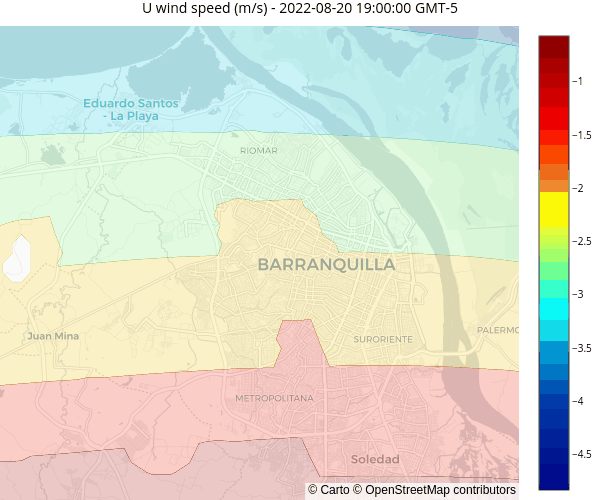 U wind speed (m/s) - 2022-08-20 19:00:00 GMT-5
Eduardo Santos
- La Playa
RIOMAR
BARRANQUILLA
Juan Mina
SURORIENTE
PALERMO
METROPOLITANA
Soledad
© Carto © OpenStreetMap contributors
−1
−1.5
−2
−2.5
−3
−3.5
−4
−4.5